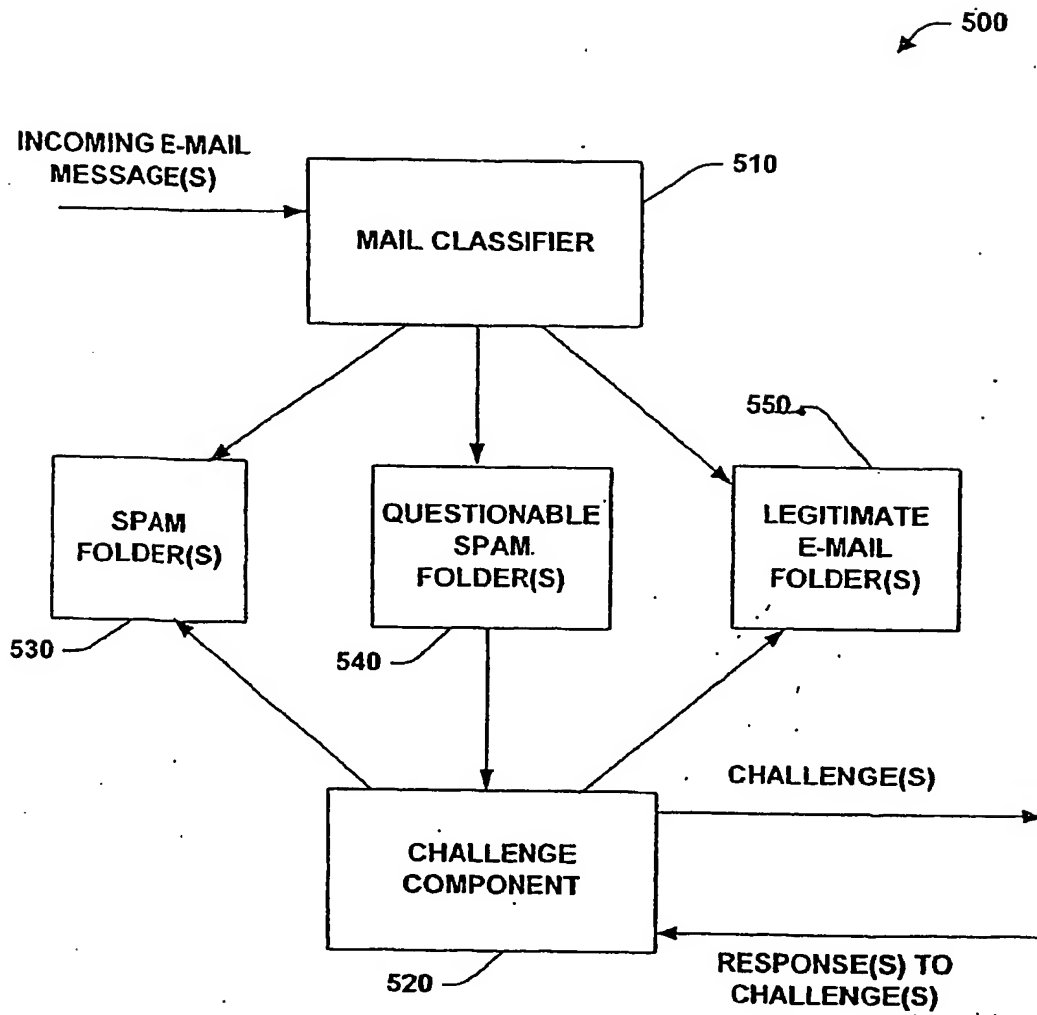 500
INCOMING E-MAIL
MESSAGE(S)
510
MAIL CLASSIFIER
550
SPAM
FOLDER(S)
QUESTIONABLE
SPAM.
FOLDER(S)
LEGITIMATE
E-MAIL
FOLDER(S)
530
540
CHALLENGE(S)
CHALLENGE
COMPONENT
520
RESPONSE(S) TO
CHALLENGE(S)